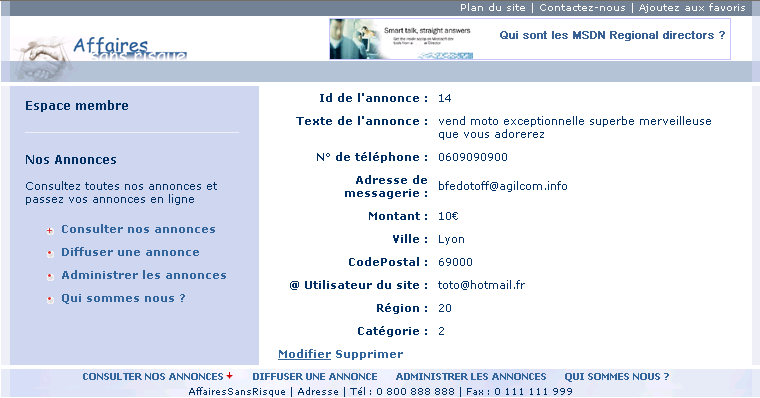 Plan du site | Contactez-nous | Ajoutez aux favoris
Affaires
sans risque
Smart talk, straight answers
Qui sont les MSDN Regional directors ?
Espace membre
Nos Annonces
Consultez toutes nos annonces et
passez vos annonces en ligne
Consulter nos annonces
Diffuser une annonce
Administrer les annonces
Qui sommes nous ?
Id de l'annonce : 14
Texte de l'annonce : vend moto exceptionnelle superbe merveilleuse
que vous adorerez
N° de téléphone : 0609090900
Adresse de
messagerie : bfedotoff@agilcom.info
Montant : 10€
Ville : Lyon
CodePostal : 69000
@ Utilisateur du site : toto@hotmail.fr
Région : 20
Catégorie : 2
Modifier Supprimer
CONSULTER NOS ANNONCES DIFFUSER UNE ANNONCE ADMINISTRER LES ANNONCES QUI SOMMES NOUS ?
AffairesSansRisque | Adresse | Tél : 0 800 888 888 | Fax : 0 111 111 999